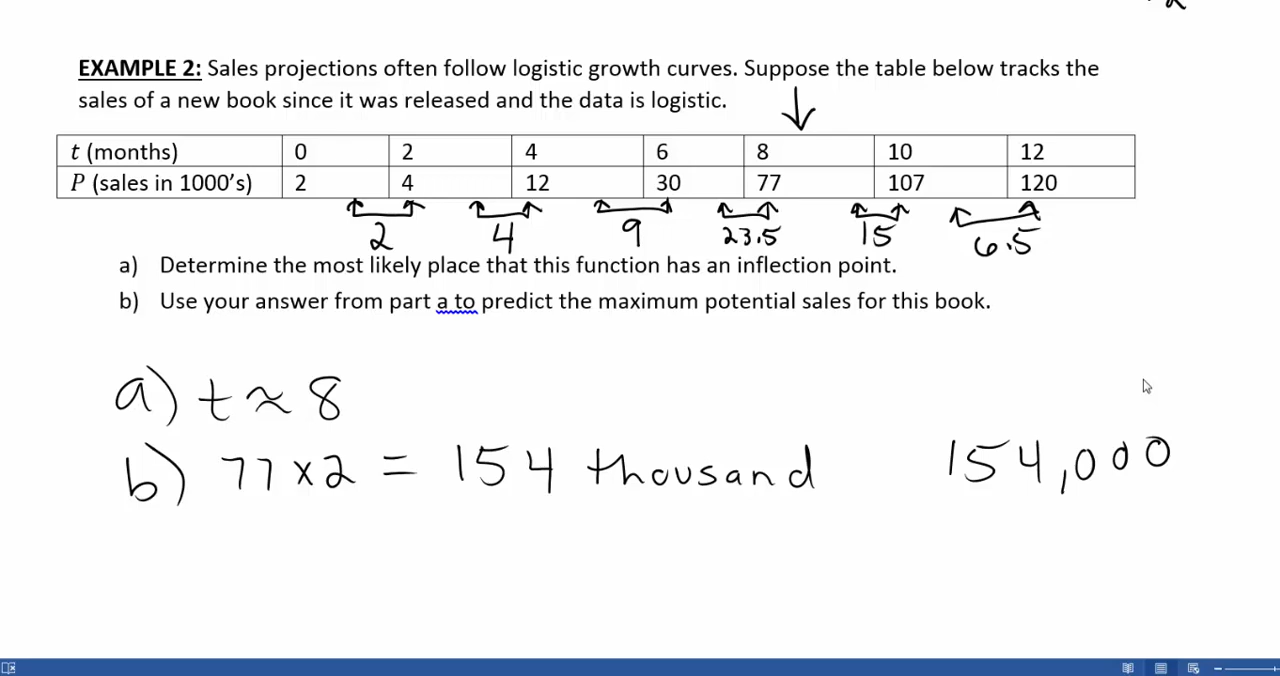 EXAMPLE 2: Sales projections often follow logistic growth curves. Suppose the table below tracks the
sales of a new book since it was released and the data is logistic.
t (months) 0 2 4 6 8 10 12
P (sales in 1000's) 2 4 12 30 77 107 120
2 4 9 23.5 15 6.5
a) Determine the most likely place that this function has an inflection point.
b) Use your answer from part a to predict the maximum potential sales for this book.
a) t ≈ 8
b) 77 x 2 = 154 thousand 154,000